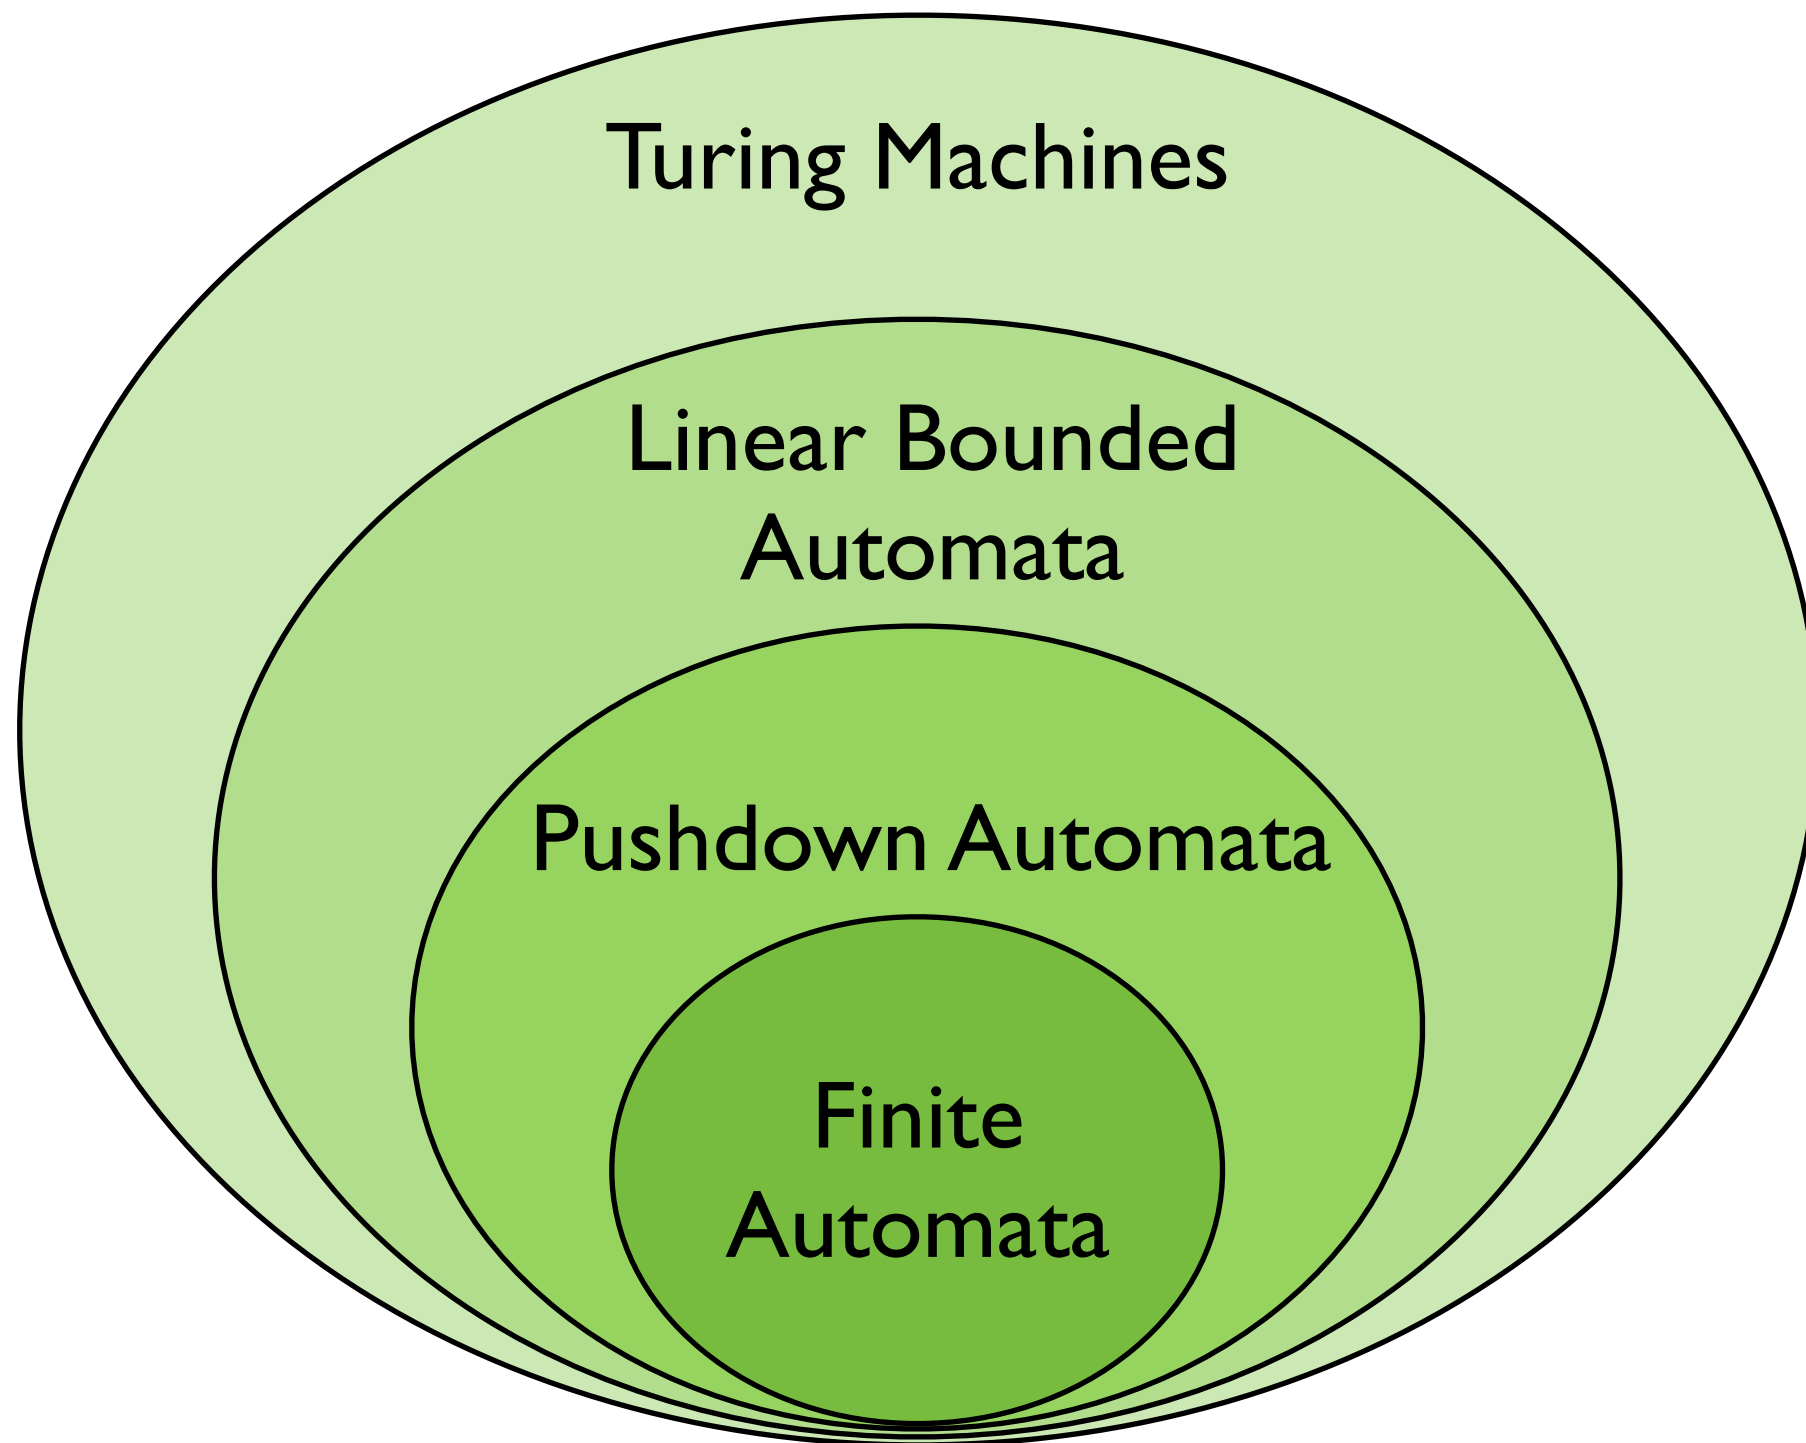 Turing Machines
Linear Bounded
Automata
Pushdown Automata
Finite
Automata